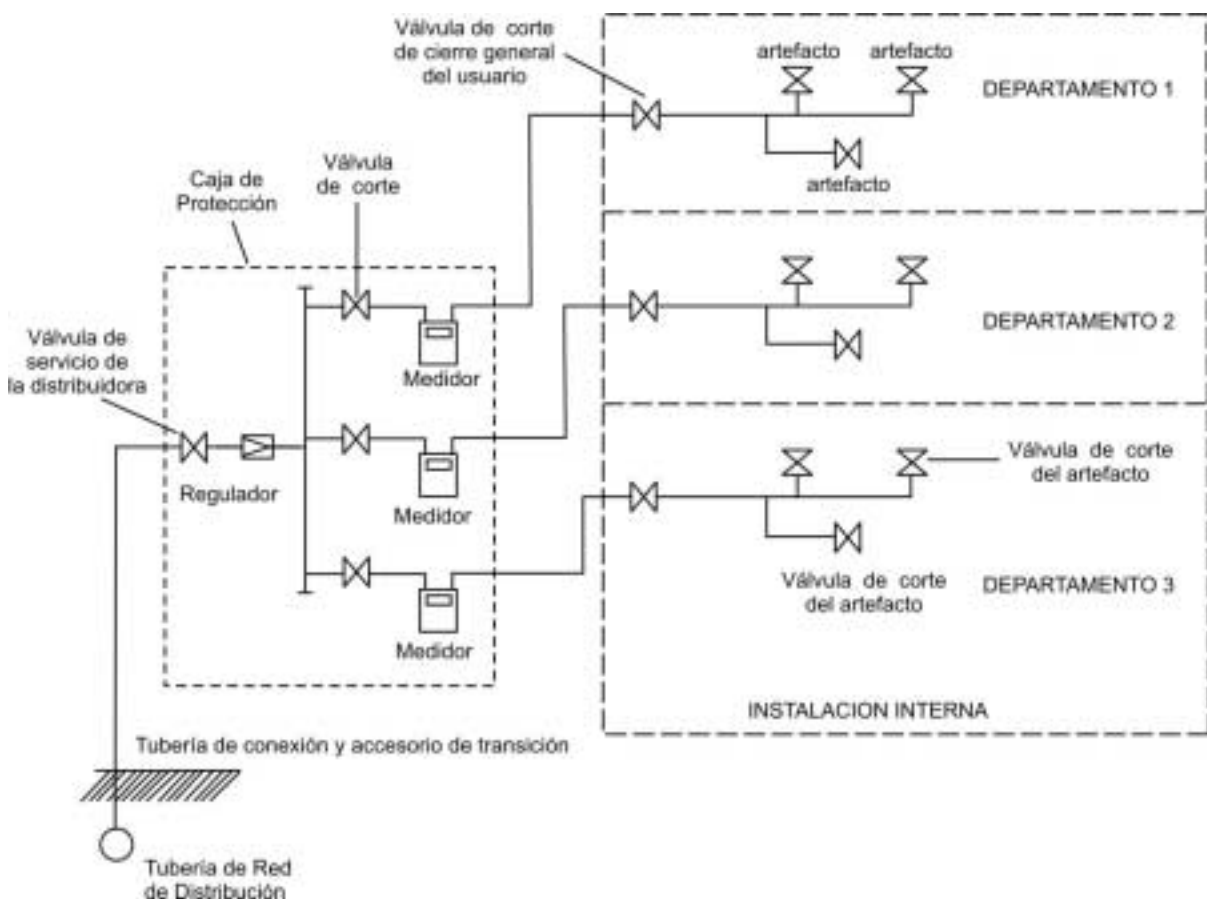 Válvula de corte
de cierre general
del usuario
artefacto
artefacto
DEPARTAMENTO 1
artefacto
Válvula
de corte
Caja de
Protección
Válvula de
servicio de
la distribuidora
Medidor
DEPARTAMENTO 2
Regulador
Medidor
Válvula de corte
del artefacto
Válvula de corte
del artefacto
DEPARTAMENTO 3
Medidor
INSTALACION INTERNA
Tubería de conexión y accesorio de transición
Tubería de Red
de Distribución